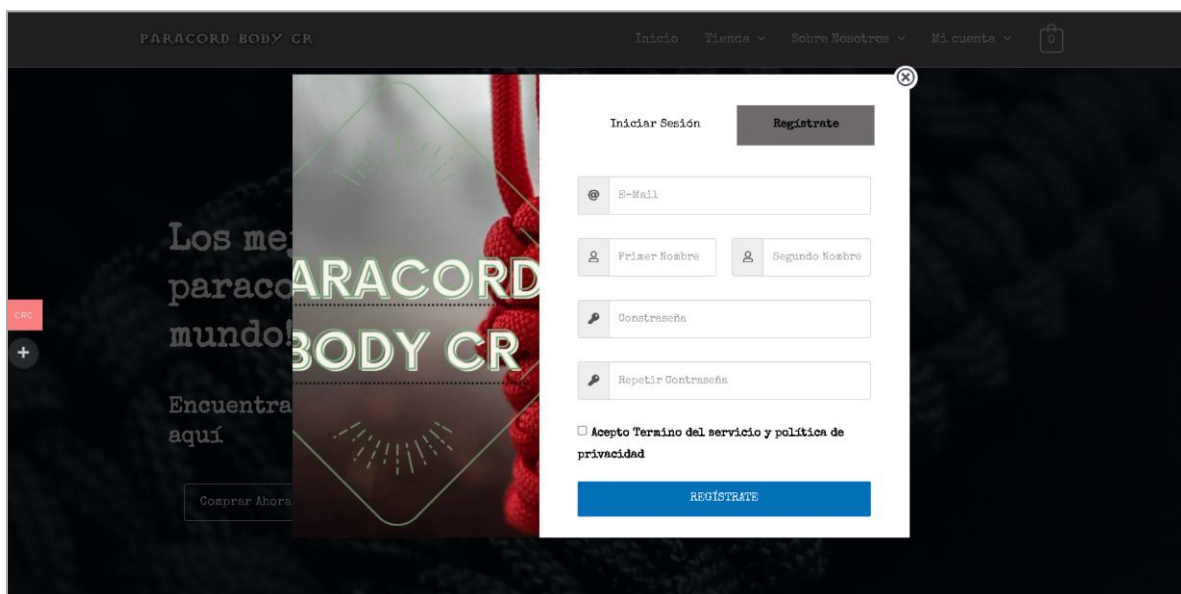 PARACORD BODY CR
Inicio Tienda Sobre Nosotros Mi cuenta 0
Iniciar Sesión Regístrate
@ E-Mail
Primer Nombre Segundo Nombre
Constraseña
Repetir Contraseña
Acepto Termino del servicio y política de
privacidad
REGÍSTRATE
ARACORD
BODY CR
Los me
paraco
mundo!
Encuentra
aquí
Comprar Ahora
CRC
+